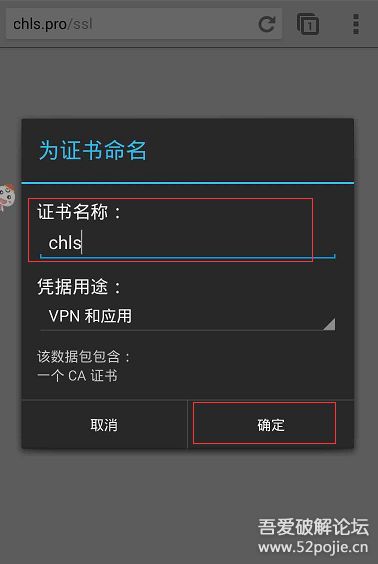 chls.pro/ssl
1
为证书命名
证书名称：
chls
凭据用途：
VPN 和应用
该数据包包含：
一个 CA 证书
取消
确定
吾爱破解论坛
www.52pojie.cn